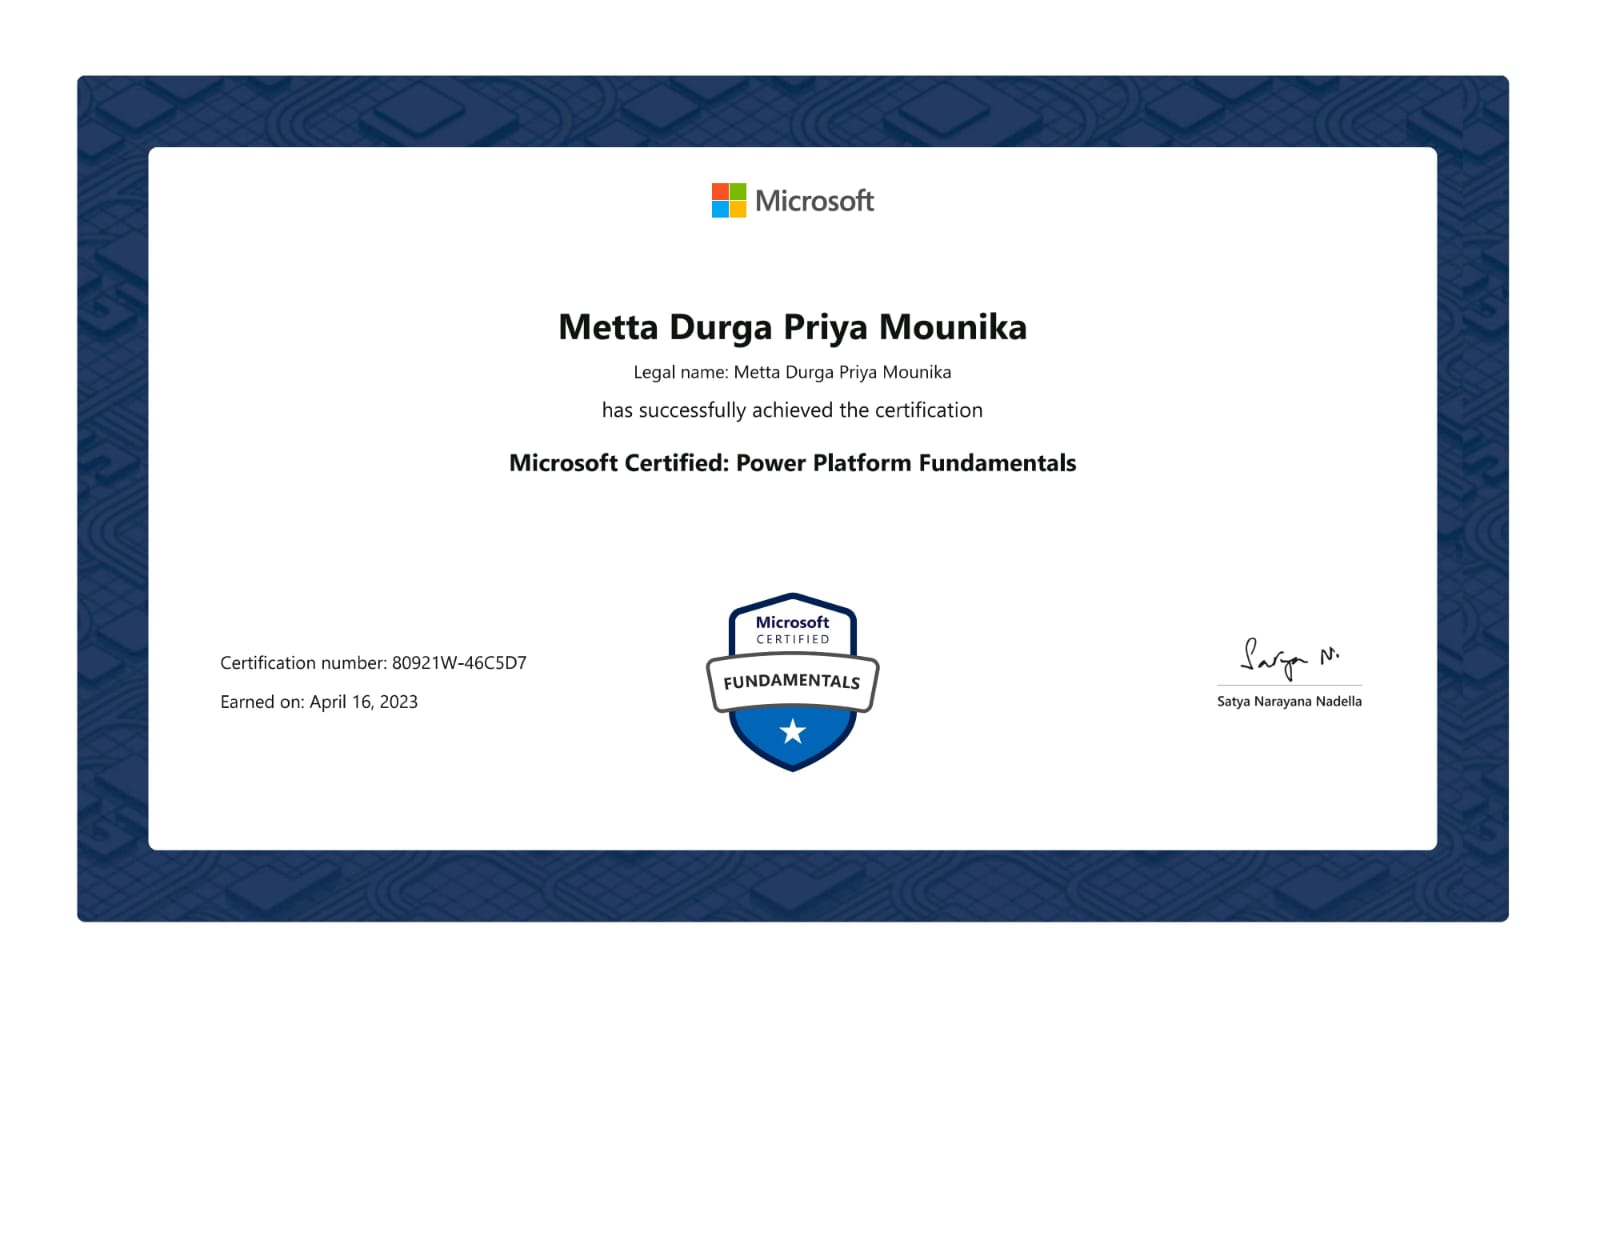 Microsoft
Metta Durga Priya Mounika
Legal name: Metta Durga Priya Mounika
has successfully achieved the certification
Microsoft Certified: Power Platform Fundamentals
Certification number: 80921W-46C5D7
Earned on: April 16, 2023
Microsoft
CERTIFIED
FUNDAMENTALS
Satya N.
Satya Narayana Nadella